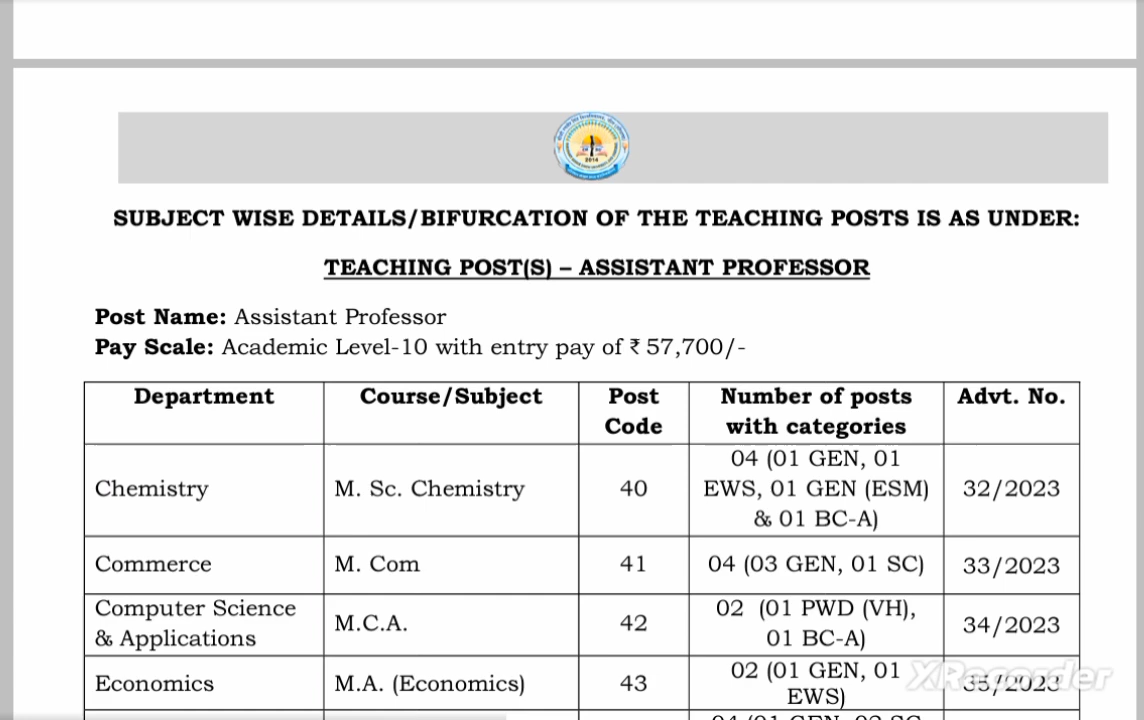 2014
SUBJECT WISE DETAILS/BIFURCATION OF THE TEACHING POSTS IS AS UNDER:
TEACHING POST(S) – ASSISTANT PROFESSOR
Post Name: Assistant Professor
Pay Scale: Academic Level-10 with entry pay of ₹ 57,700/-
Department Course/Subject Post Code Number of posts with categories Advt. No.
Chemistry M. Sc. Chemistry 40 04 (01 GEN, 01 EWS, 01 GEN (ESM) & 01 BC-A) 32/2023
Commerce M. Com 41 04 (03 GEN, 01 SC) 33/2023
Computer Science & Applications M.C.A. 42 02 (01 PWD (VH), 01 BC-A) 34/2023
Economics M.A. (Economics) 43 02 (01 GEN, 01 EWS) 35/2023
XRecorder